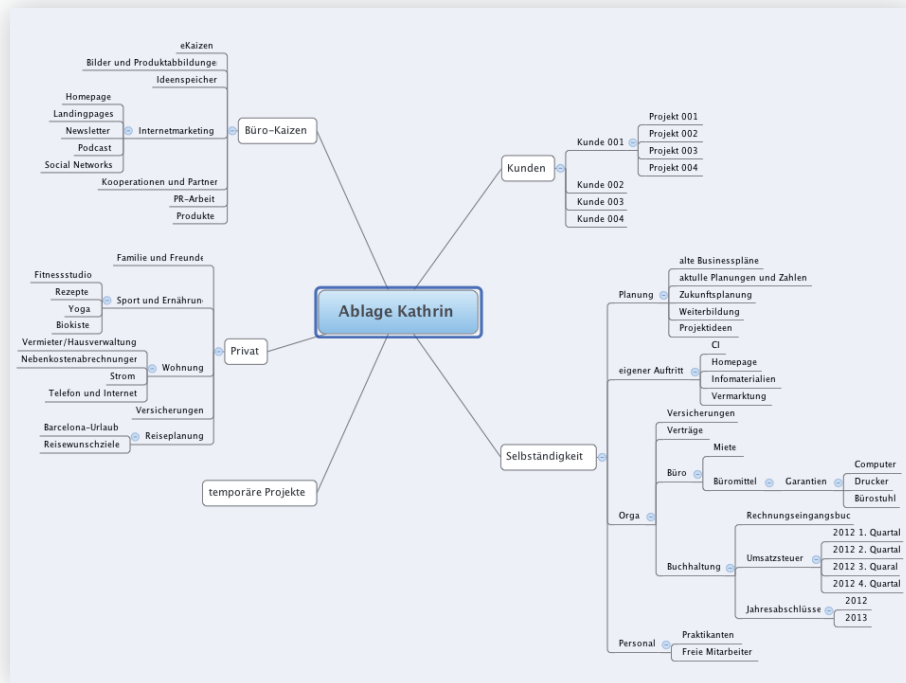 eKaizen
Bilder und Produktabbildunge
Ideenspeicher
Homepage
Landingpages
Newsletter
Podcast
Social Networks
Internetmarketing
Kooperationen und Partner
PR-Arbeit
Produkte
Büro-Kaizen
Familie und Freunde
Fitnessstudio
Rezepte
Yoga
Biokiste
Sport und Ernährun
Vermieter/Hausverwaltung
Nebenkostenabrechnunger
Strom
Telefon und Internet
Wohnung
Versicherungen
Barcelona-Urlaub
Reisewunschziele
Reiseplanung
Privat
temporäre Projekte
Ablage Kathrin
Kunden
Kunde 001
Projekt 001
Projekt 002
Projekt 003
Projekt 004
Kunde 002
Kunde 003
Kunde 004
Selbständigkeit
Planung
alte Businesspläne
aktulle Planungen und Zahlen
Zukunftsplanung
Weiterbildung
Projektideen
eigener Auftritt
CI
Homepage
Infomaterialien
Vermarktung
Orga
Versicherungen
Verträge
Büro
Miete
Büromittel
Garantien
Computer
Drucker
Bürostuhl
Buchhaltung
Rechnungseingangsbuc
Umsatzsteuer
2012 1. Quartal
2012 2. Quartal
2012 3. Quaral
2012 4. Quartal
Jahresabschlüsse
2012
2013
Personal
Praktikanten
Freie Mitarbeiter